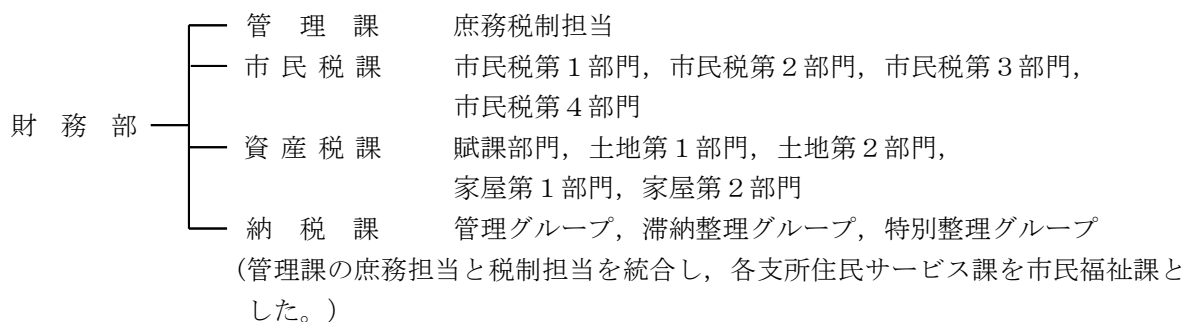 管理課 庶務税制担当
市民税課 市民税第1部門，市民税第2部門，市民税第3部門，
市民税第4部門
財務部
資産税課 賦課部門，土地第1部門，土地第2部門，
家屋第1部門，家屋第2部門
納税課 管理グループ，滞納整理グループ，特別整理グループ
（管理課の庶務担当と税制担当を統合し，各支所住民サービス課を市民福祉課と
した。）